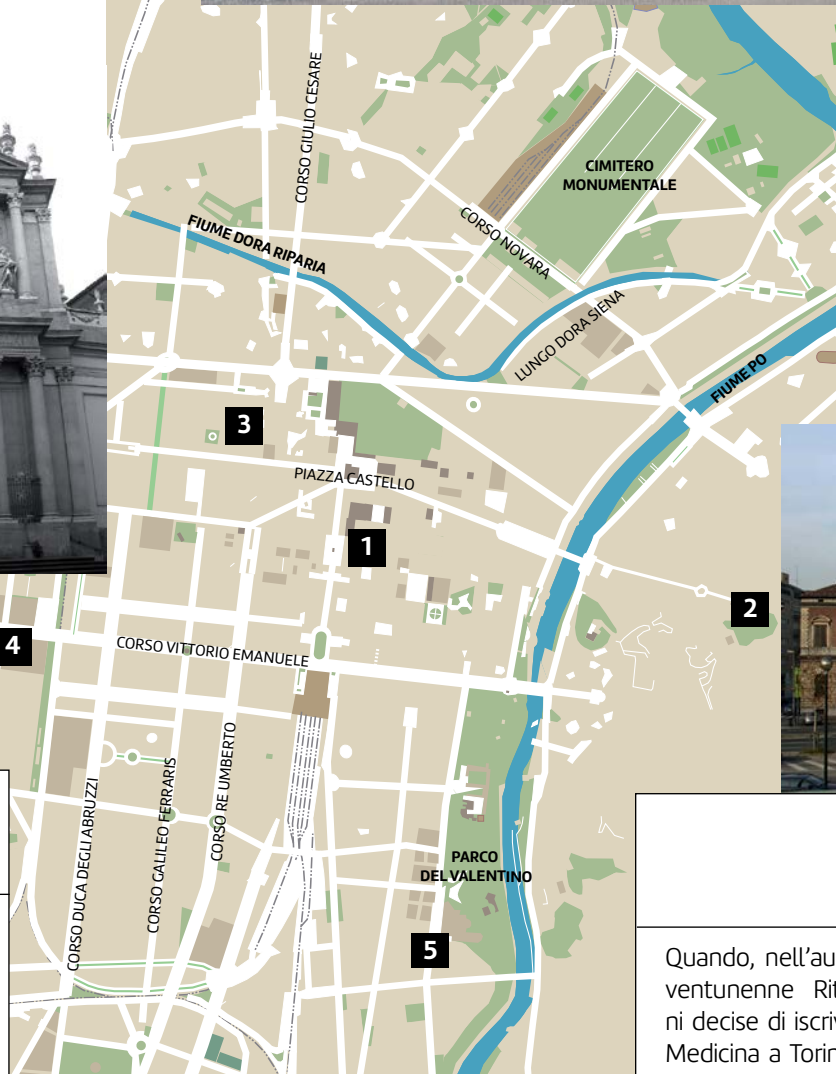 CORSO GIULIO CESARE
CIMITERO
MONUMENTALE
FIUME DORA RIPARIA
CORSO NOVARA
LUNGO DORA SIENA
FIUME PO
3
PIAZZA CASTELLO
1
2
4
CORSO VITTORIO EMANUELE
CORSO DUCA DEGLI ABRUZZI
CORSO GALILEO FERRARIS
CORSO RE UMBERTO
PARCO
DEL VALENTINO
5
Quando, nell'au
ventunenne Rit
ni decise di iscriv
Medicina a Torin